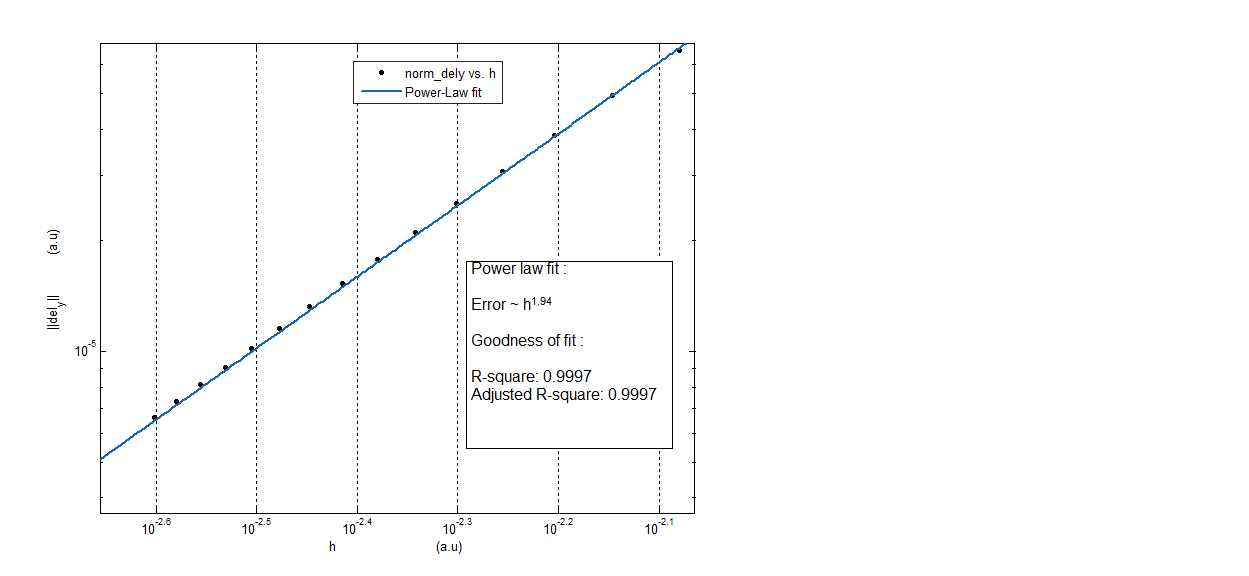 norm_dely vs. h
Power-Law fit
||del_y|| (a.u)
10^-5
Power law fit :
Error ~ h^1.94
Goodness of fit :
R-square: 0.9997
Adjusted R-square: 0.9997
10^-2.6 10^-2.5 10^-2.4 10^-2.3 10^-2.2 10^-2.1
h (a.u)